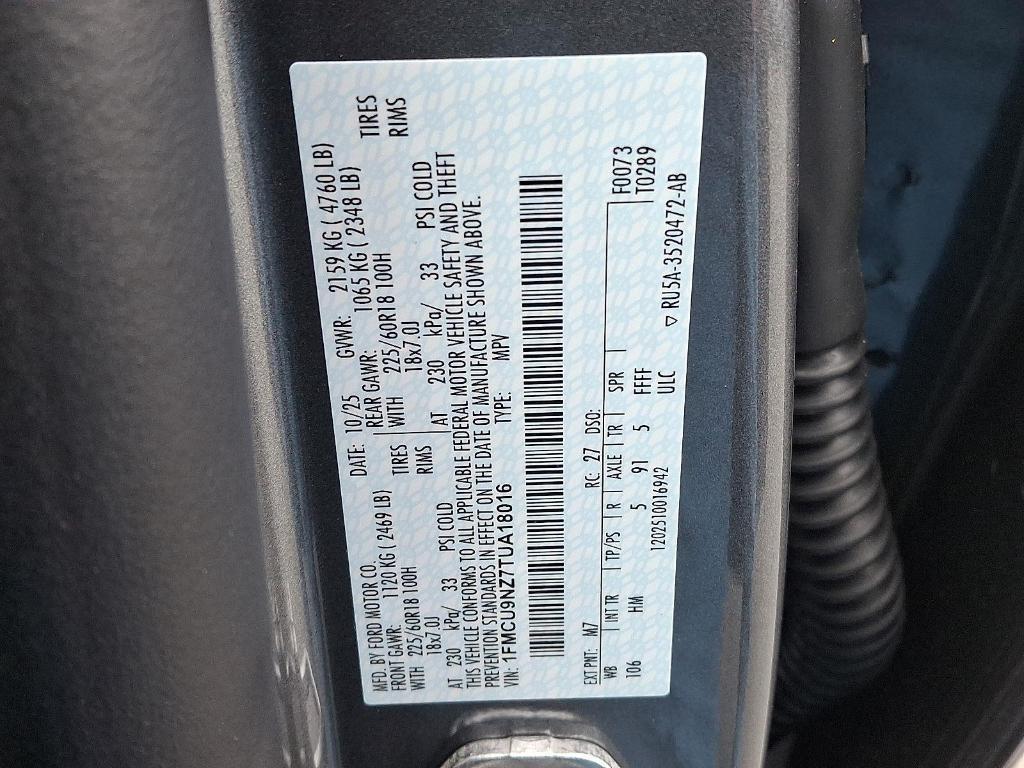 MFD. BY FORD MOTOR CO. DATE: 10/25 GVWR: 2159 KG ( 4760 LB)
FRONT GAWR: 1120 KG ( 2469 LB) REAR GAWR: 1065 KG ( 2348 LB)
WITH 225/60R18 100H TIRES WITH 225/60R18 100H TIRES
18x7.0J RIMS 18x7.0J RIMS
AT 230 kPa/ 33 PSI COLD AT 230 kPa/ 33 PSI COLD
THIS VEHICLE CONFORMS TO ALL APPLICABLE FEDERAL MOTOR VEHICLE SAFETY AND THEFT
PREVENTION STANDARDS IN EFFECT ON THE DATE OF MANUFACTURE SHOWN ABOVE.
VIN: 1FMCU9NZ7TUA18016 TYPE: MPV
EXT PNT: M7 RC: 27 DSO: F0073
WB INT TR TP/PS R AXLE TR SPR T0289
106 HM 5 91 5 FFFF
1202510016942 ULC ▽ RU5A-3520472-AB